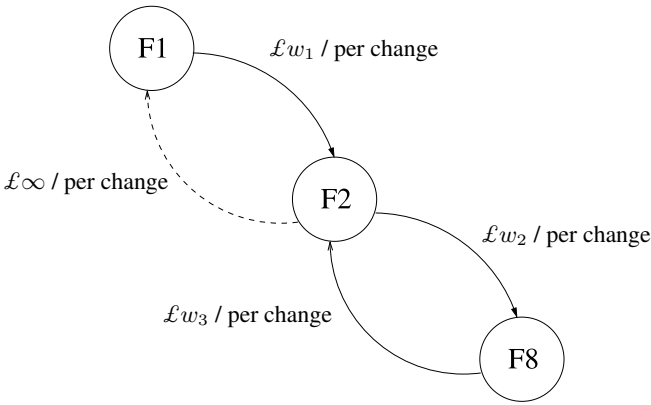 F1
£w₁ / per change
£∞ / per change
F2
£w₂ / per change
£w₃ / per change
F8